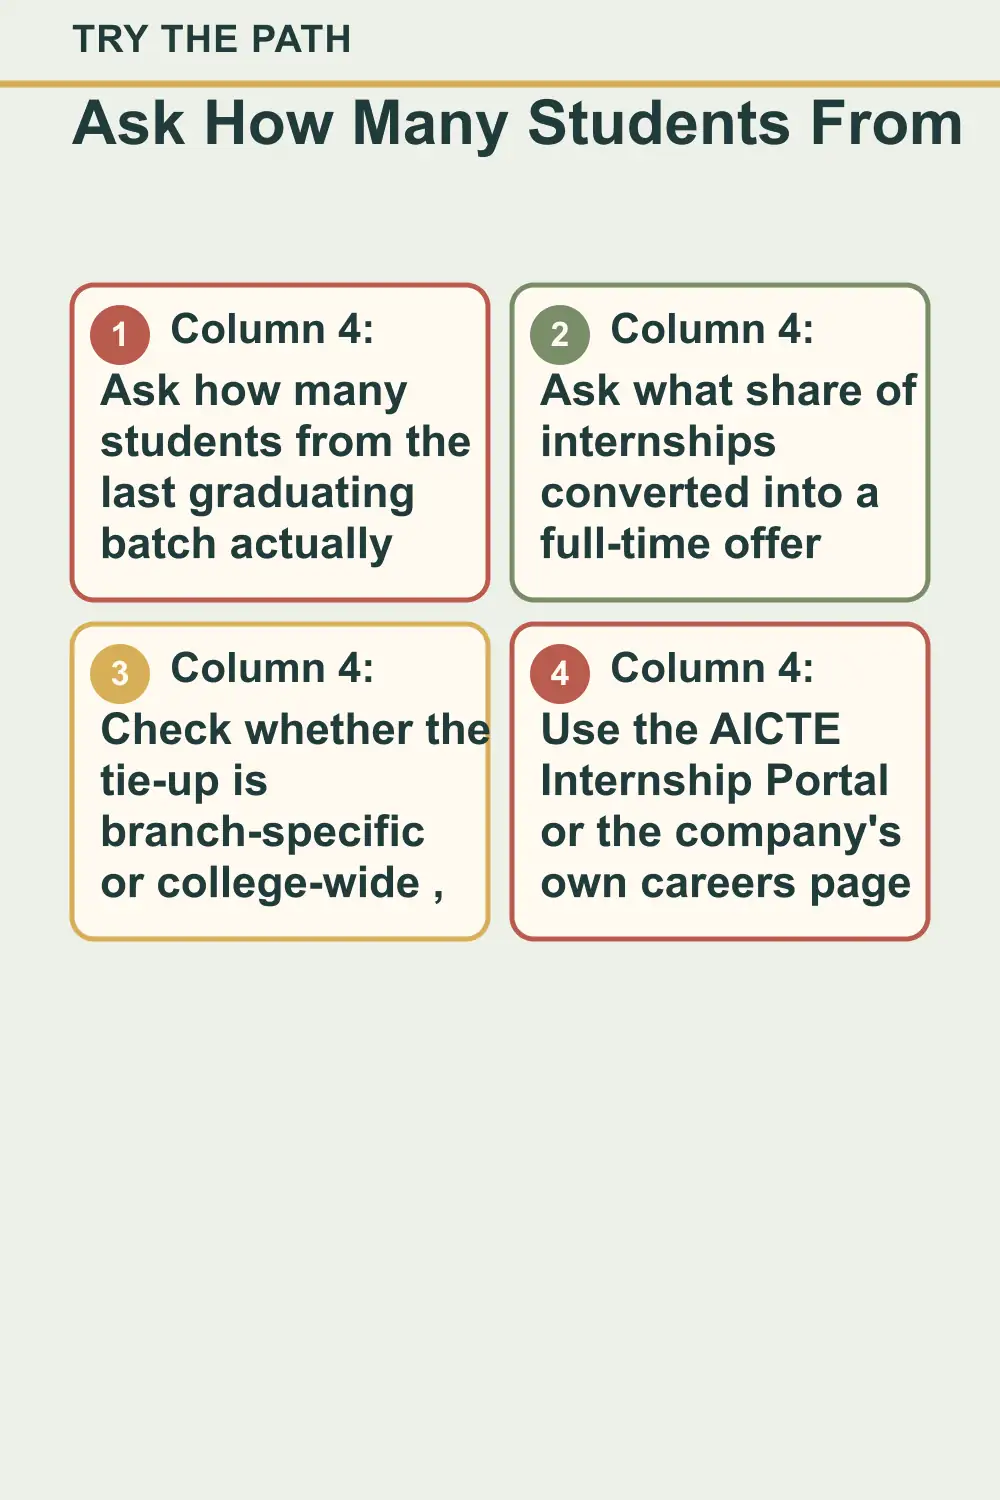 TRY THE PATH
Ask How Many Students From
1
Column 4:
Ask how many
students from the
last graduating
batch actually
2
Column 4:
Ask what share of
internships
converted into a
full-time offer
3
Column 4:
Check whether the
tie-up is
branch-specific
or college-wide ,
4
Column 4:
Use the AICTE
Internship Portal
or the company's
own careers page